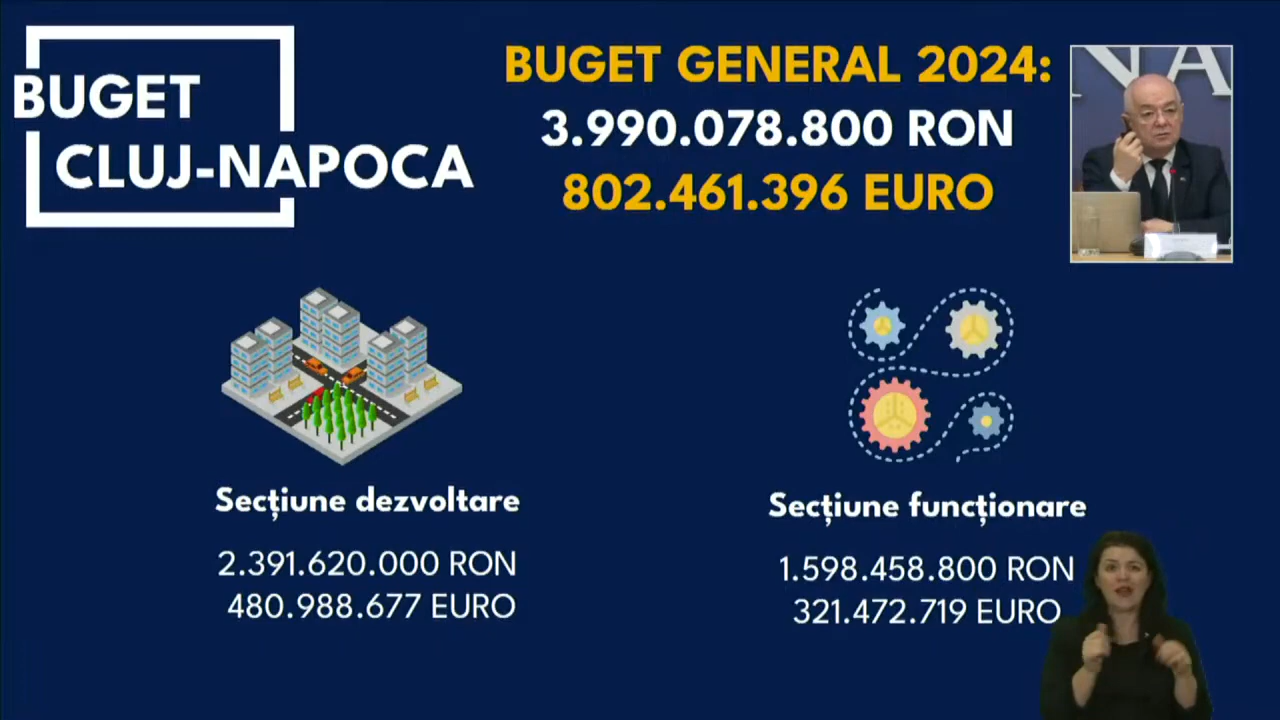 BUGET
CLUJ-NAPOCA
BUGET GENERAL 2024:
3.990.078.800 RON
802.461.396 EURO
NA
Secțiune dezvoltare
2.391.620.000 RON
480.988.677 EURO
Secțiune funcționare
1.598.458.800 RON
321.472.719 EURO